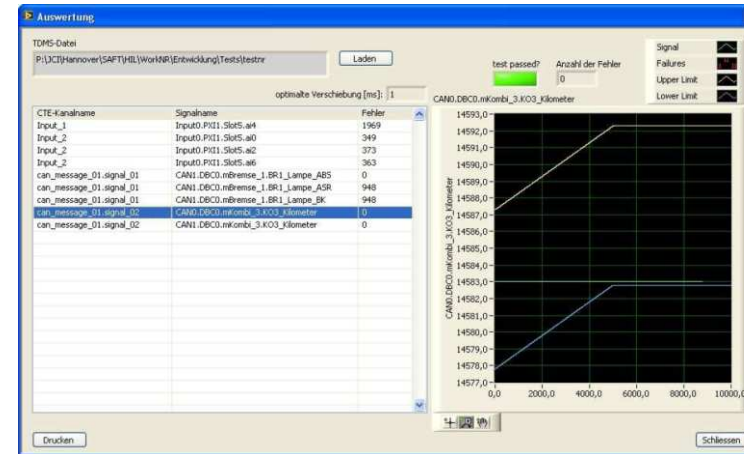 Auswertung
TDMS-Datei
P:\JCI\Hannover\SAFT\HIL\WorkNR\Entwicklung\Tests\testnr
Laden
optimalte Verschiebung [ms]: 1
test passed?
Anzahl der Fehler
0
Signal
Failures
Upper Limit
Lower Limit
CTE-Kanalname Signalname Fehler
Input_1 Input0.PXI1.Slot5.ai4 1969
Input_2 Input0.PXI1.Slot5.ai0 349
Input_2 Input0.PXI1.Slot5.ai2 373
Input_2 Input0.PXI1.Slot5.ai6 363
can_message_01.signal_01 CAN1.DBC0.mBremse_1.BR1_Lampe_ABS 0
can_message_01.signal_01 CAN1.DBC0.mBremse_1.BR1_Lampe_ASR 948
can_message_01.signal_01 CAN1.DBC0.mBremse_1.BR1_Lampe_BK 948
can_message_01.signal_02 CAN0.DBC0.mKombi_3.KO3_Kilometer 0
can_message_01.signal_02 CAN1.DBC0.mKombi_3.KO3_Kilometer 0
CAN0.DBC0.mKombi_3.KO3_Kilometer
CAN0.DBC0.mKombi_3.KO3_Kilometer
14593,0
14592,0
14591,0
14590,0
14589,0
14588,0
14587,0
14586,0
14585,0
14584,0
14583,0
14582,0
14581,0
14580,0
14579,0
14578,0
14577,0
0,0 2000,0 4000,0 6000,0 8000,0 10000,0
Drucken
Schliessen